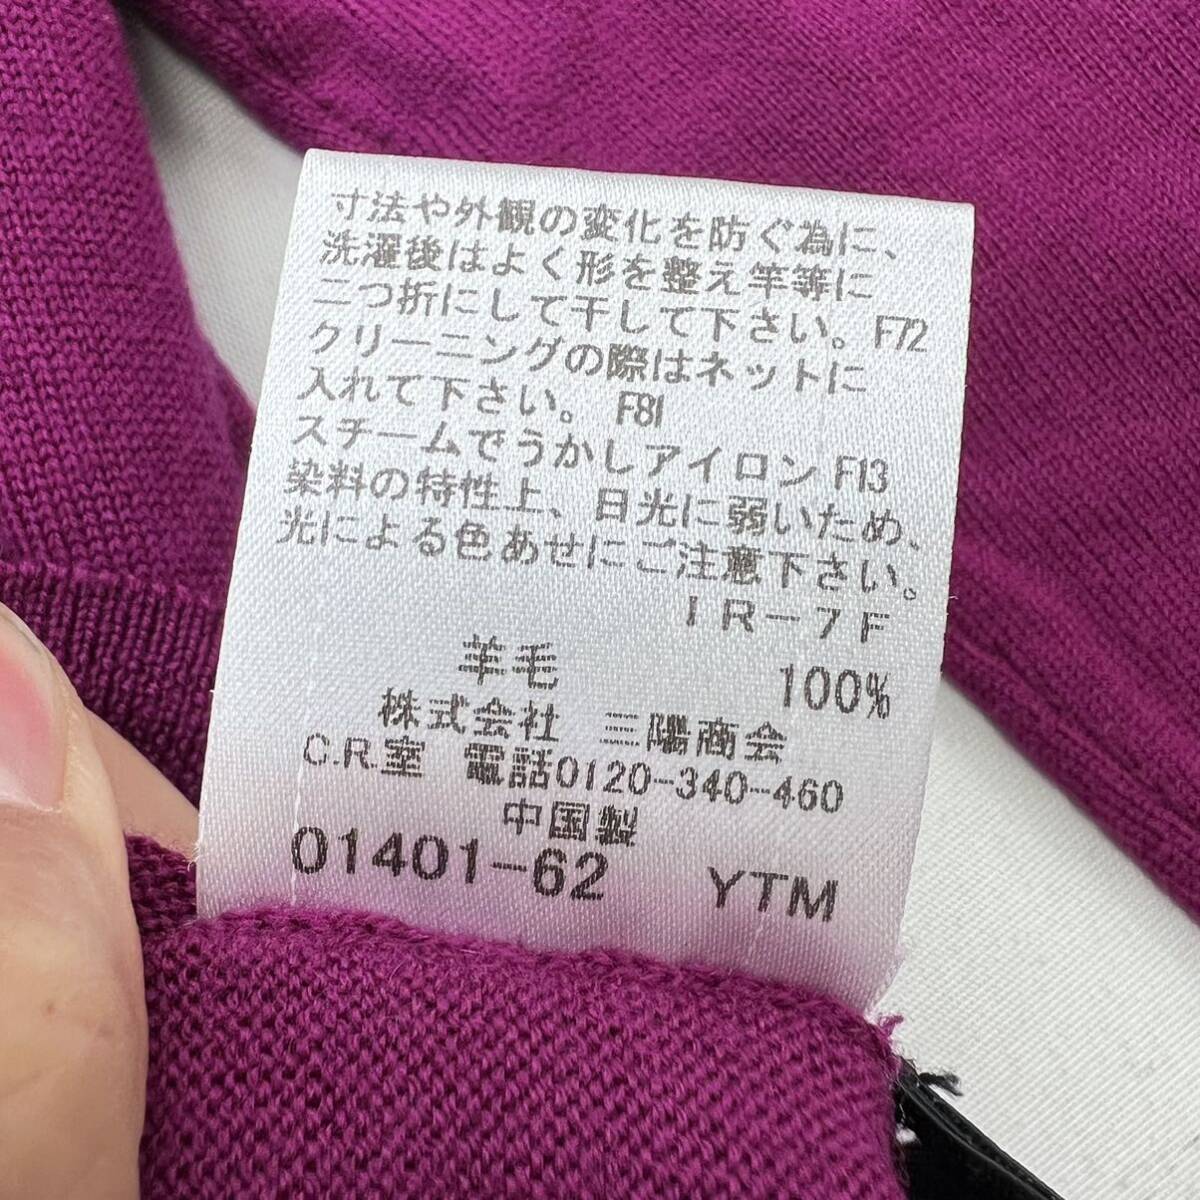 寸法や外観の変化を防ぐ為に、
洗濯後はよく形を整え竿等に
二つ折にして干して下さい。F72
クリーニングの際はネットに
入れて下さい。 F81
スチームでうかしアイロン F13
染料の特性上、日光に弱いため、
光による色あせにご注意下さい。
IR-7F
羊毛 100%
株式会社 三陽商会
C.R.室 電話0120-340-460
中国製
01401-62 YTM